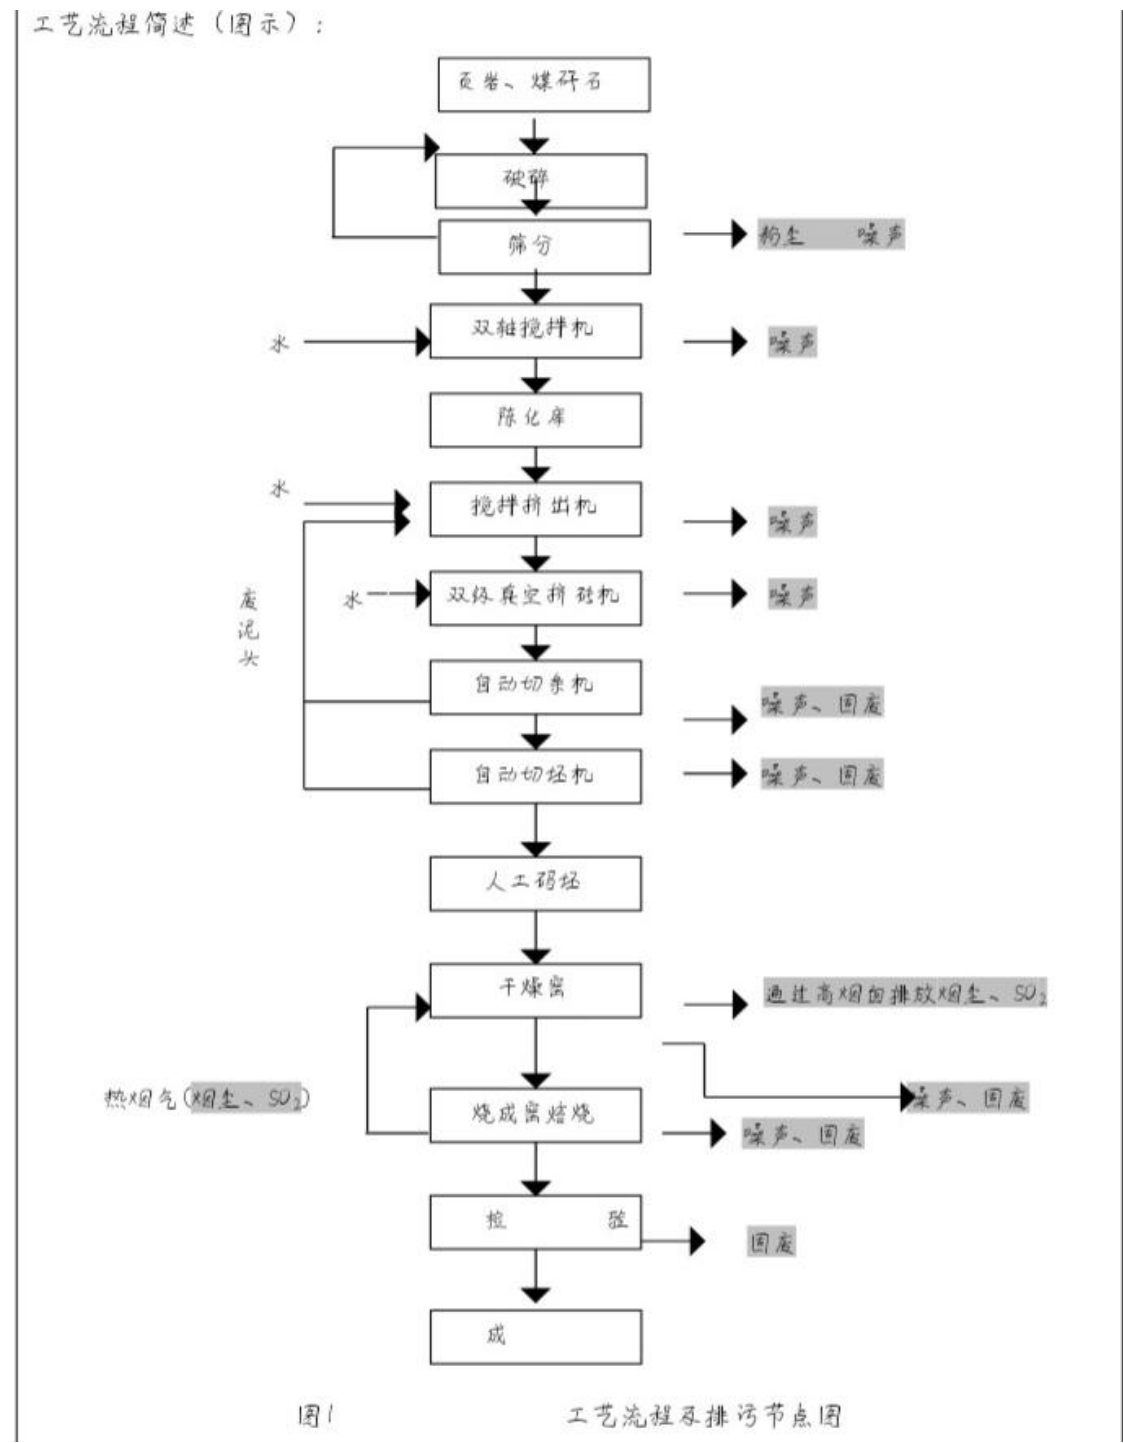 工艺流程简述（图示）：
页岩、煤矸石
破碎
筛分
粉尘 噪声
水
双轴搅拌机
噪声
陈化库
水
搅拌挤出机
噪声
废泥头
水
双级真空挤砖机
噪声
自动切条机
噪声、固废
自动切坯机
噪声、固废
人工码坯
干燥窑
通过高烟囱排放烟尘、SO₂
热烟气(烟尘、SO₂)
噪声、固废
烧成窑焙烧
噪声、固废
检 验
固废
成
图1 工艺流程及排污节点图